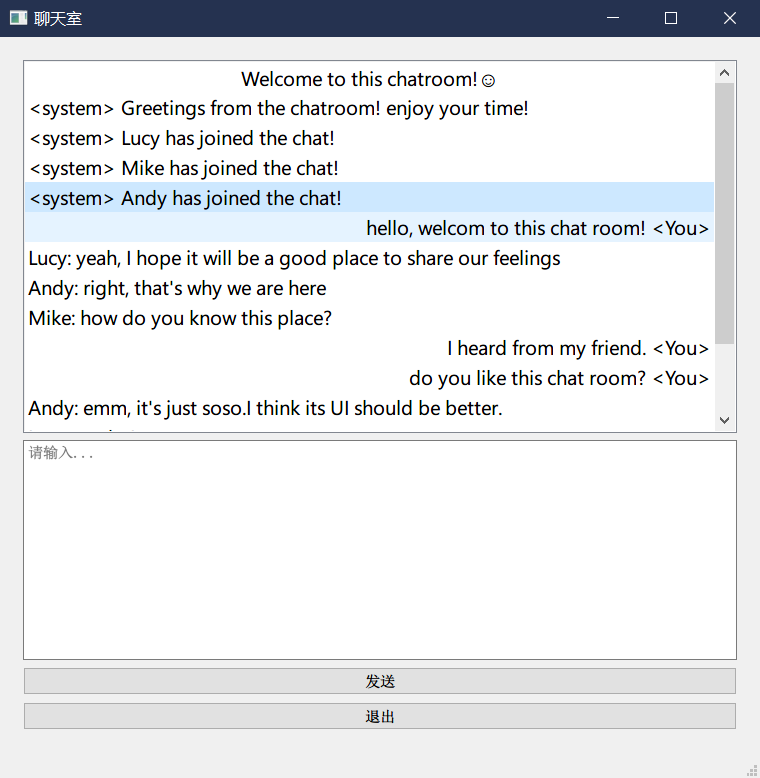 聊天室
Welcome to this chatroom!☺
<system> Greetings from the chatroom! enjoy your time!
<system> Lucy has joined the chat!
<system> Mike has joined the chat!
<system> Andy has joined the chat!
hello, welcom to this chat room! <You>
Lucy: yeah, I hope it will be a good place to share our feelings
Andy: right, that's why we are here
Mike: how do you know this place?
I heard from my friend. <You>
do you like this chat room? <You>
Andy: emm, it's just soso.I think its UI should be better.
请输入...
发送
退出